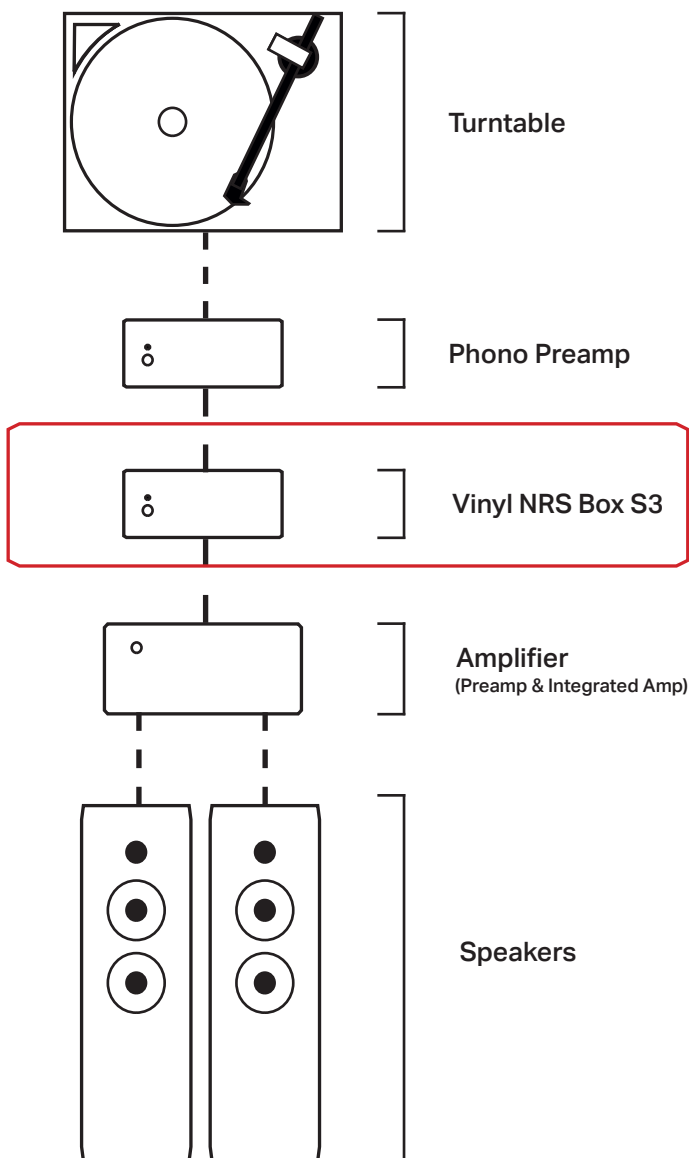 Turntable
Phono Preamp
Vinyl NRS Box S3
Amplifier
(Preamp & Integrated Amp)
Speakers